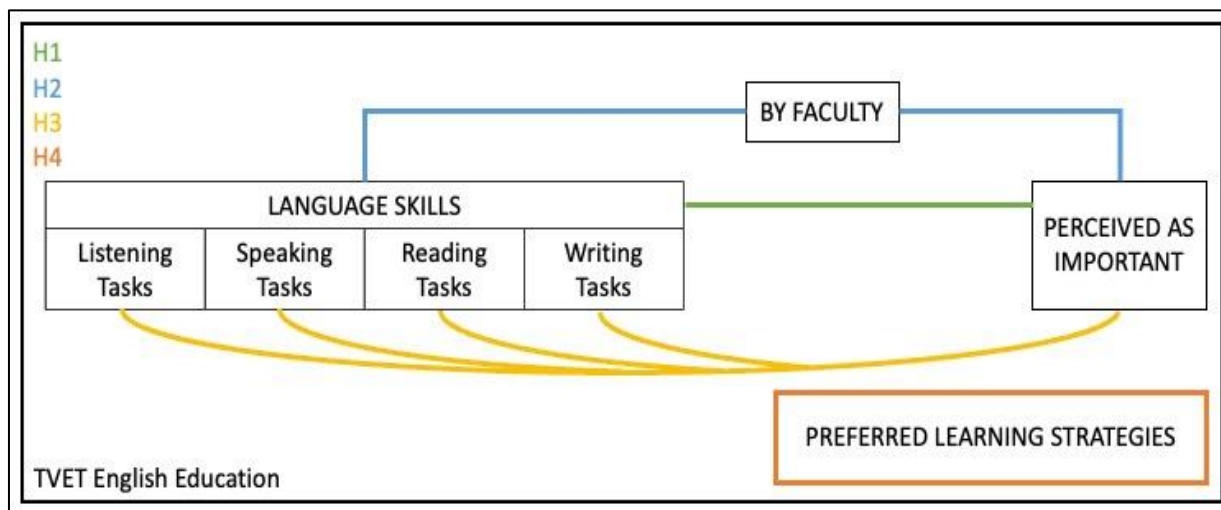 H1
H2
H3
H4
BY FACULTY
LANGUAGE SKILLS
Listening
Tasks
Speaking
Tasks
Reading
Tasks
Writing
Tasks
PERCEIVED AS
IMPORTANT
PREFERRED LEARNING STRATEGIES
TVET English Education